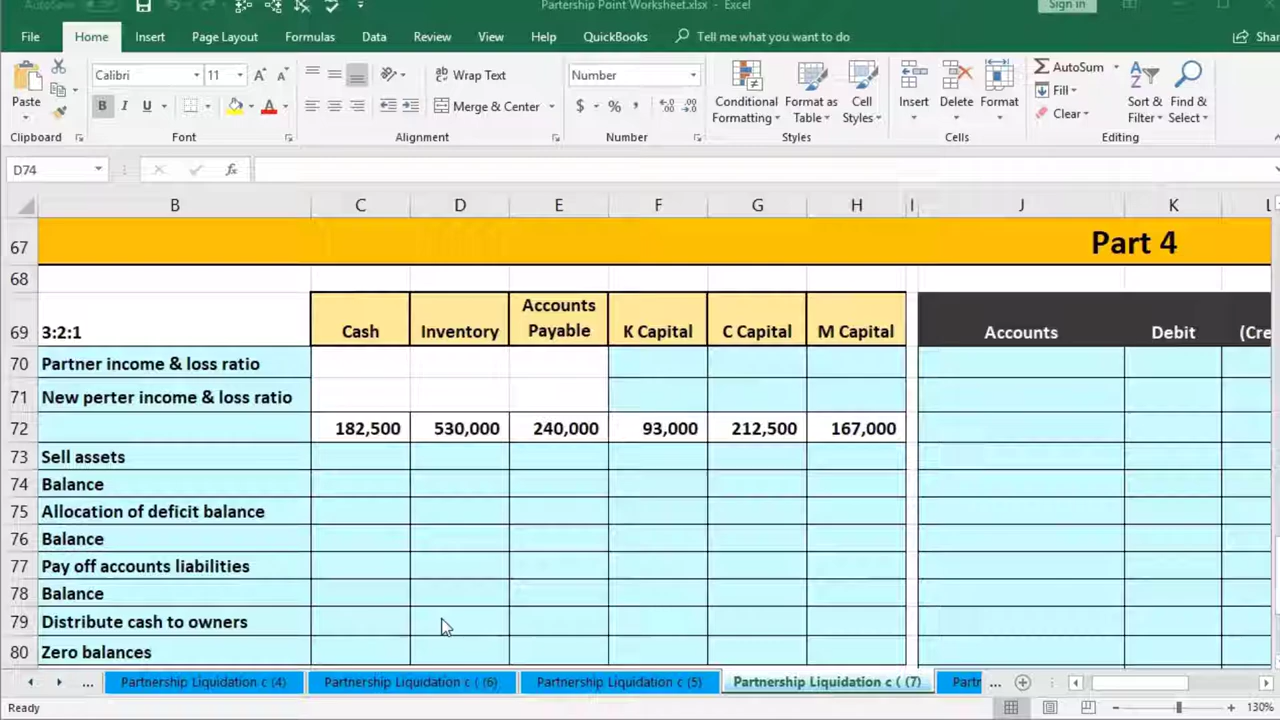 AutoSave
Partership Point Worksheet.xlsx - Excel
Sign in
File Home Insert Page Layout Formulas Data Review View Help QuickBooks Tell me what you want to do Shar
Paste
Calibri 11
B I U
Wrap Text
Merge & Center
Number
$ %
Conditional Formatting
Format as Table
Cell Styles
Insert Delete Format
AutoSum
Fill
Clear
Sort & Filter
Find & Select
Clipboard Font Alignment Number Styles Cells Editing
D74 fx
B C D E F G H I J K L
67 Part 4
68
69 3:2:1 Cash Inventory Accounts Payable K Capital C Capital M Capital Accounts Debit (Cre
70 Partner income & loss ratio
71 New perter income & loss ratio
72 182,500 530,000 240,000 93,000 212,500 167,000
73 Sell assets
74 Balance
75 Allocation of deficit balance
76 Balance
77 Pay off accounts liabilities
78 Balance
79 Distribute cash to owners
80 Zero balances
... Partnership Liquidation c (4) Partnership Liquidation c ( (6) Partnership Liquidation c (5) Partnership Liquidation c ( (7) Partr ...
Ready 130%